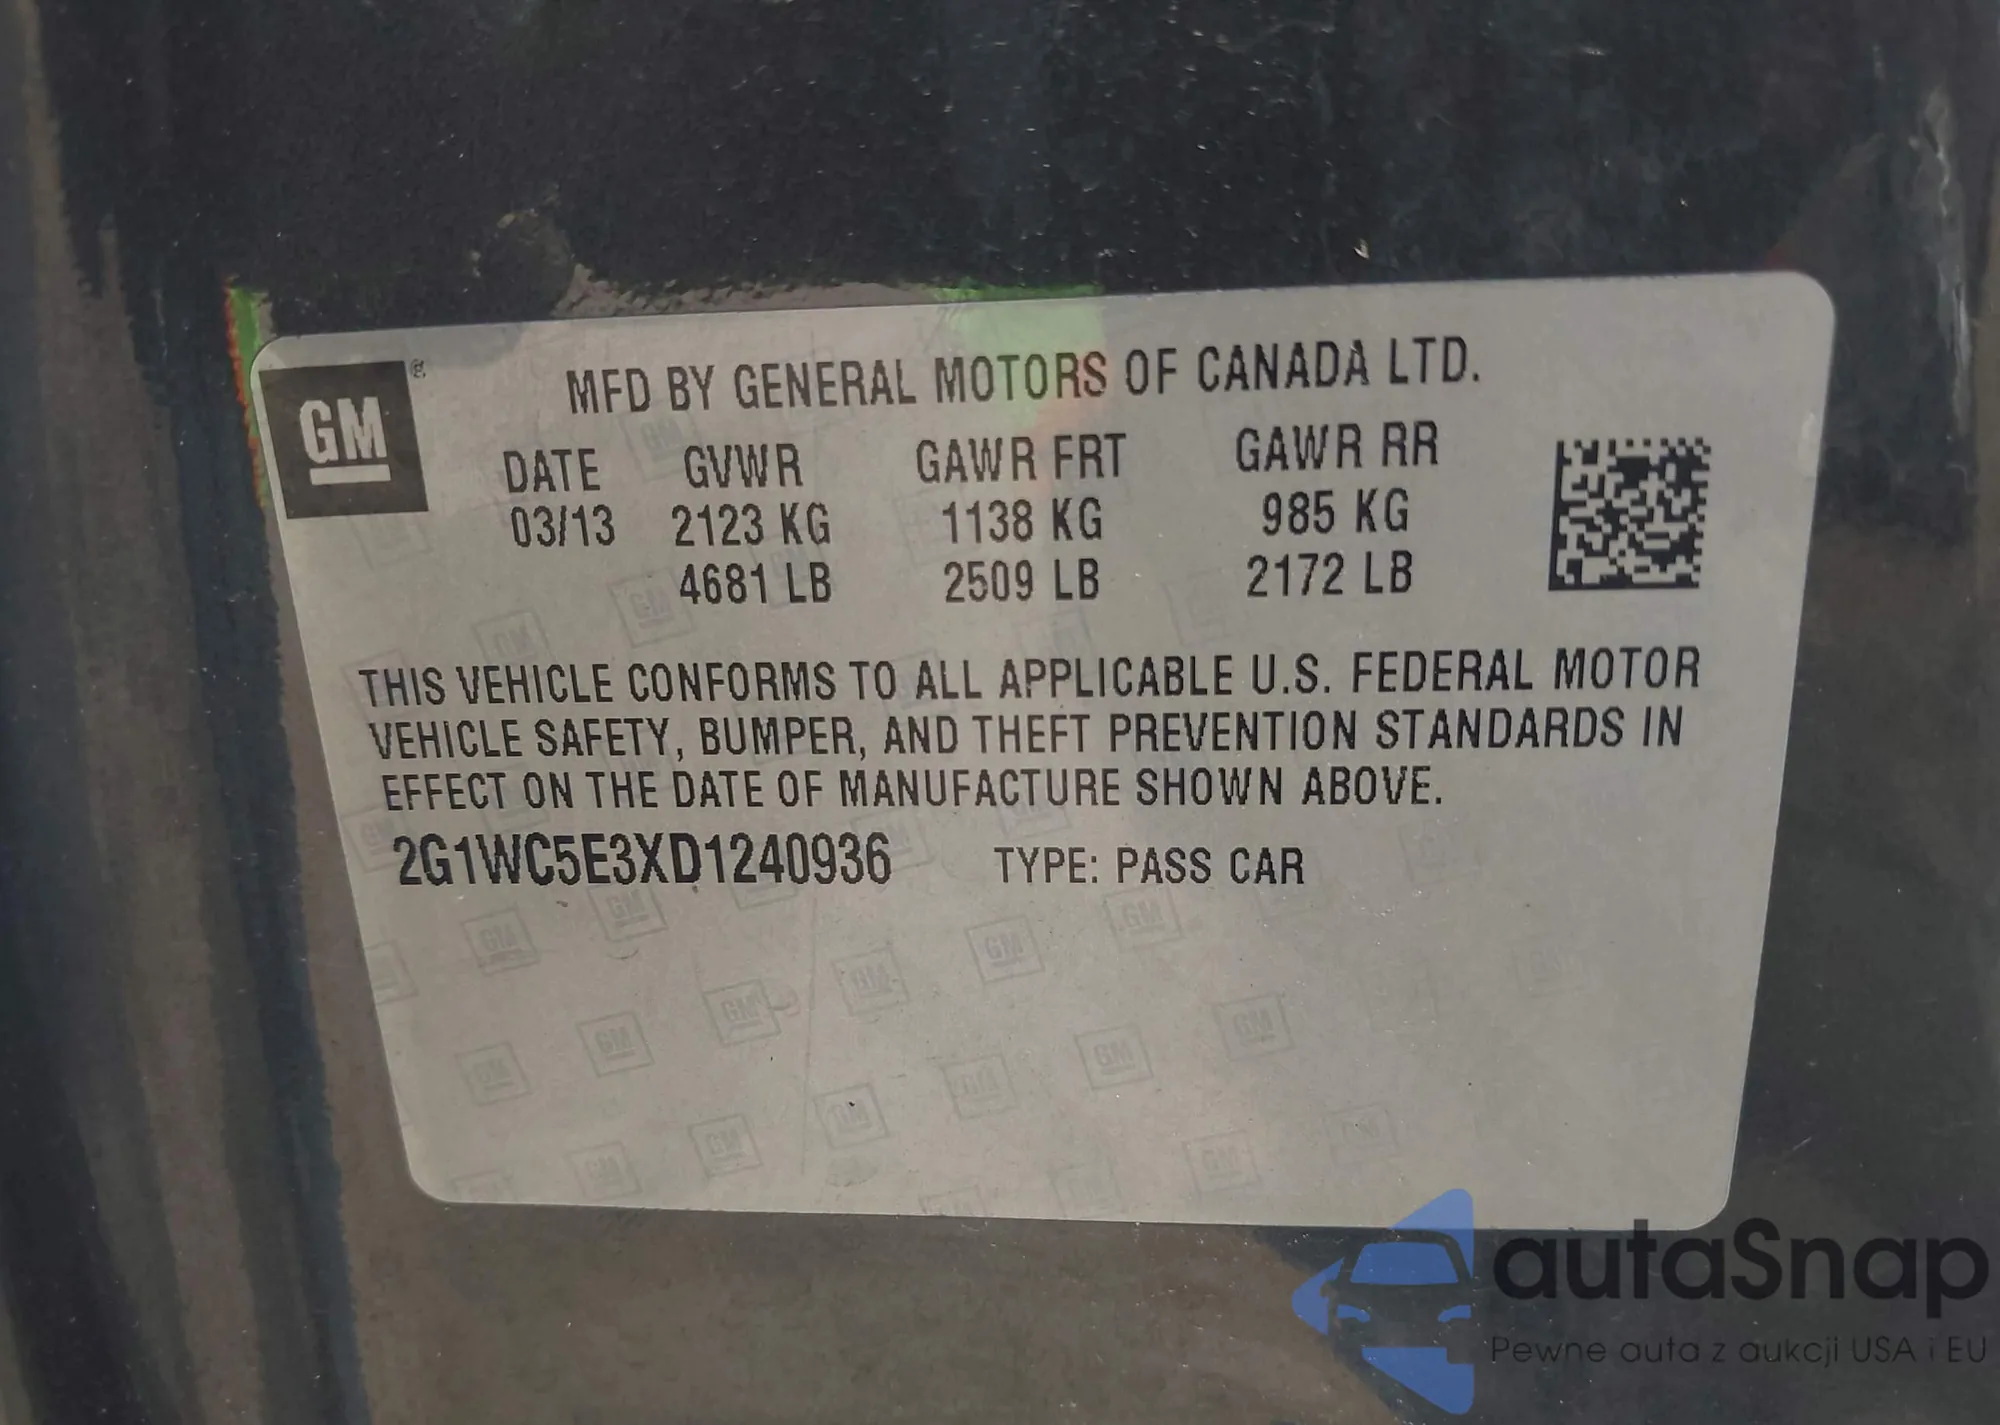 GM ®
MFD BY GENERAL MOTORS OF CANADA LTD.
DATE GVWR GAWR FRT GAWR RR
03/13 2123 KG 1138 KG 985 KG
4681 LB 2509 LB 2172 LB
THIS VEHICLE CONFORMS TO ALL APPLICABLE U.S. FEDERAL MOTOR
VEHICLE SAFETY, BUMPER, AND THEFT PREVENTION STANDARDS IN
EFFECT ON THE DATE OF MANUFACTURE SHOWN ABOVE.
2G1WC5E3XD1240936 TYPE: PASS CAR
autaSnap
Pewne auta z aukcji USA i EU